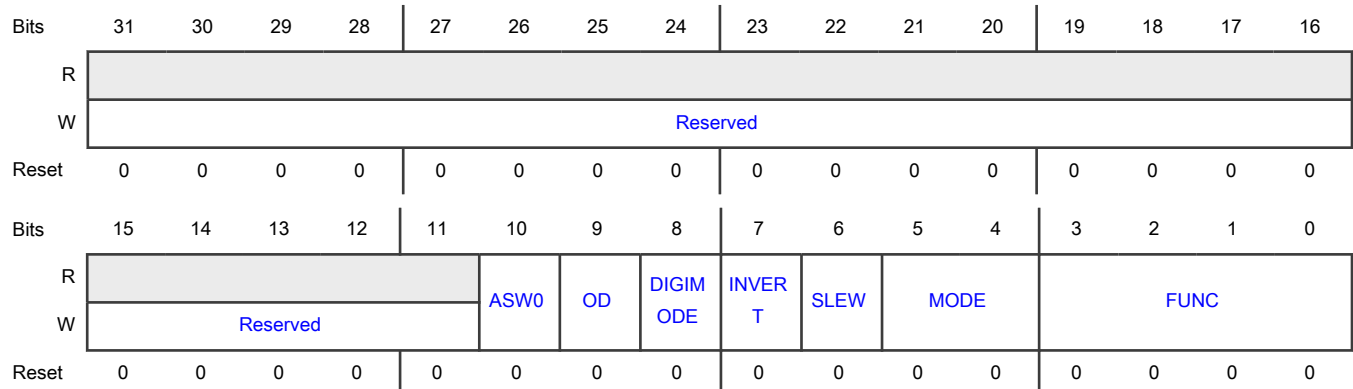 Bits 31 30 29 28 27 26 25 24 23 22 21 20 19 18 17 16
R
W Reserved
Reset 0 0 0 0 0 0 0 0 0 0 0 0 0 0 0 0
Bits 15 14 13 12 11 10 9 8 7 6 5 4 3 2 1 0
R
ASW0 OD DIGIM INVER SLEW MODE FUNC
ODE T
W Reserved
Reset 0 0 0 0 0 0 0 0 0 0 0 0 0 0 0 0